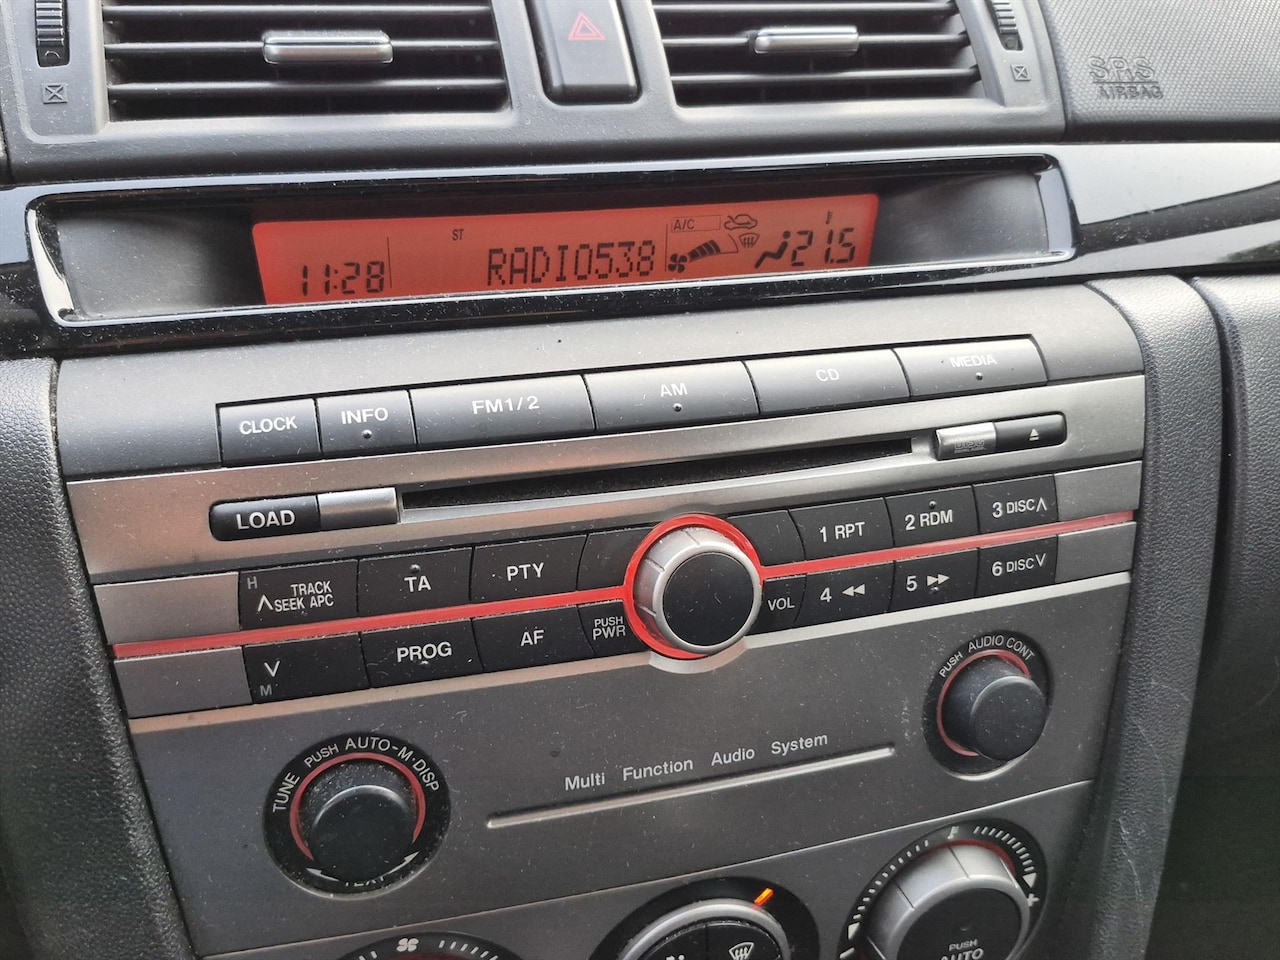 SRS
AIRBAG
A/C
ST
11:28
RADIO538
21.5
CLOCK
INFO
FM1/2
AM
CD
MEDIA
LOAD
H
TRACK
SEEK APC
TA
PTY
1 RPT
2 RDM
3 DISC
M
PROG
AF
PUSH
PWR
VOL
4
5
6 DISC
TUNE PUSH AUTO-M·DISP
TEXT
PUSH AUDIO CONT
Multi Function Audio System
PUSH
AUTO